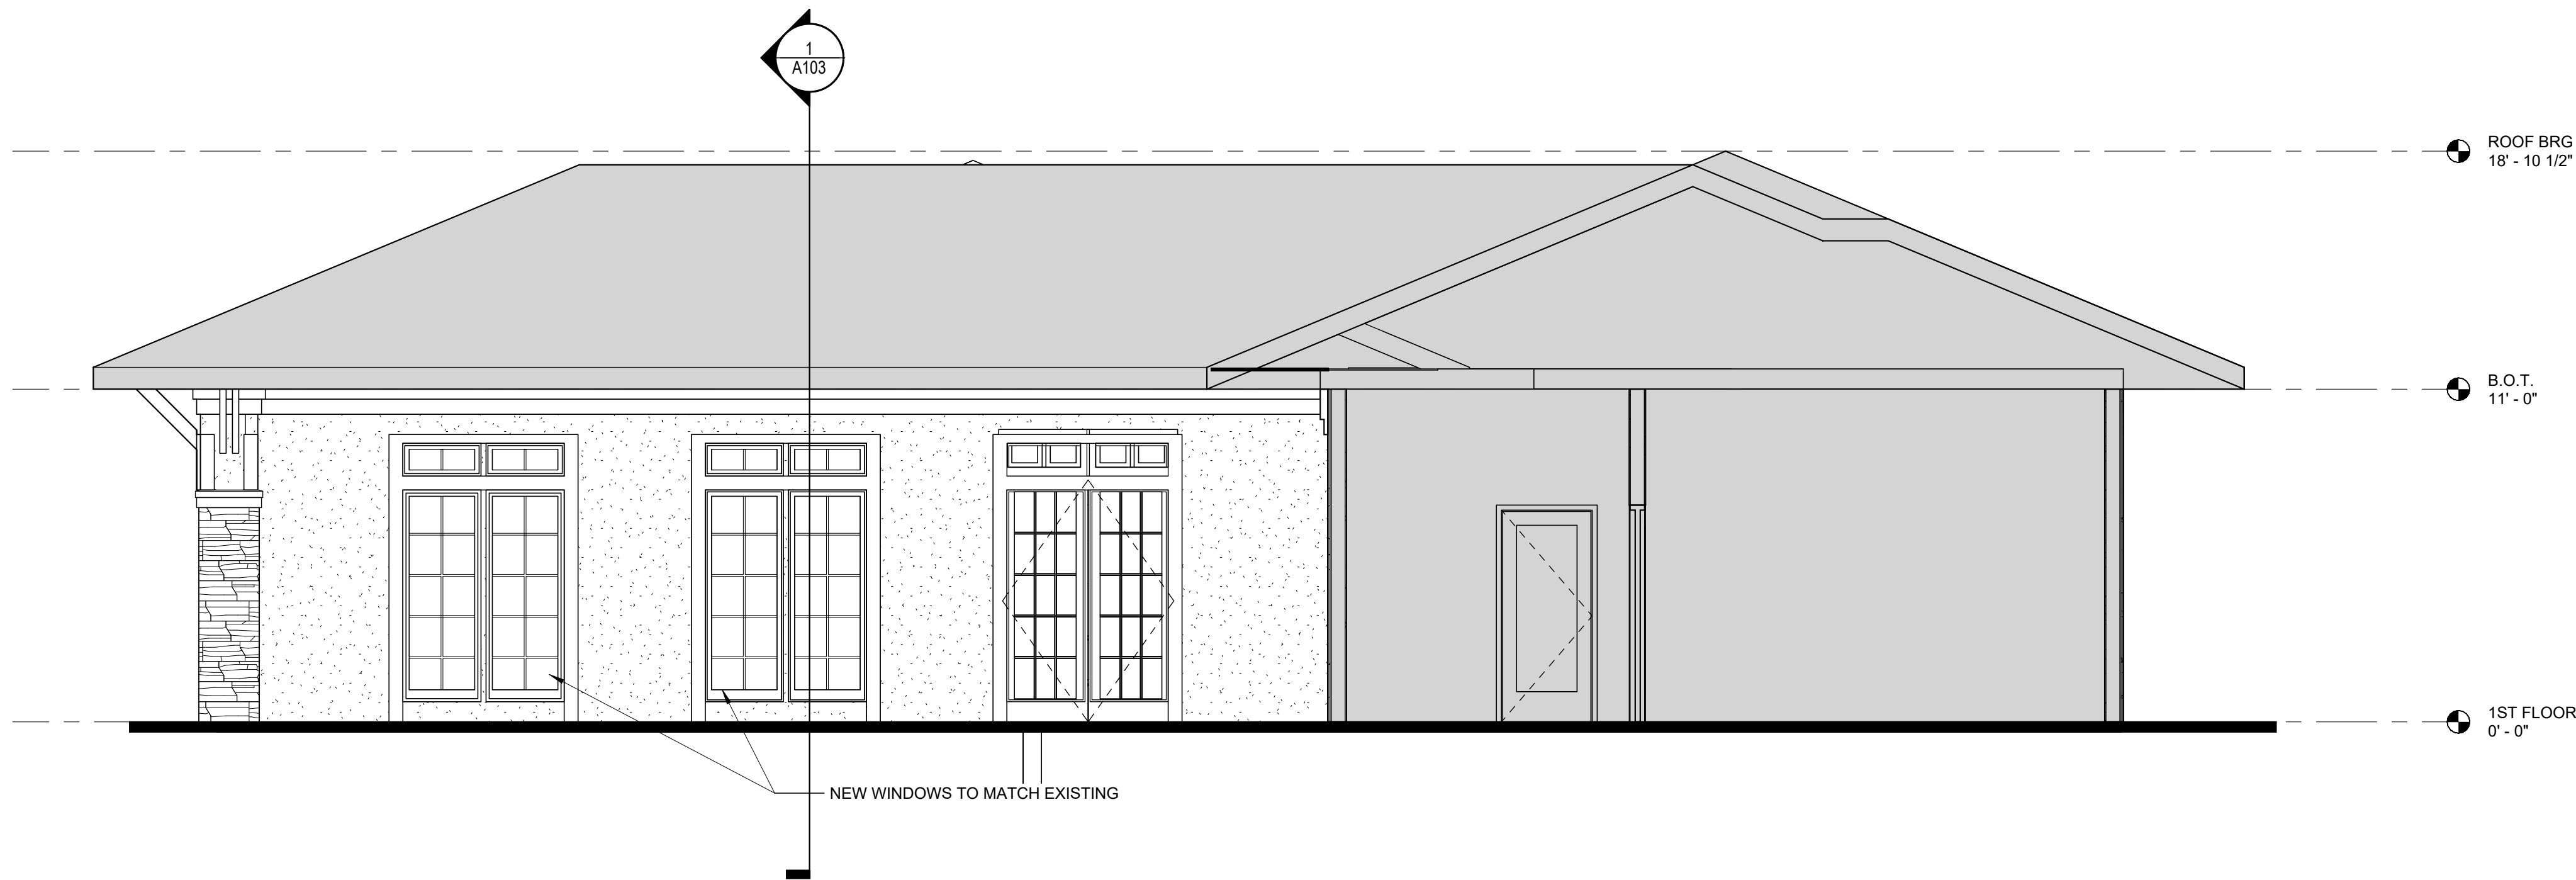 1
A103
ROOF BRG
18' - 10 1/2"
B.O.T.
11' - 0"
1ST FLOOR
0' - 0"
NEW WINDOWS TO MATCH EXISTING